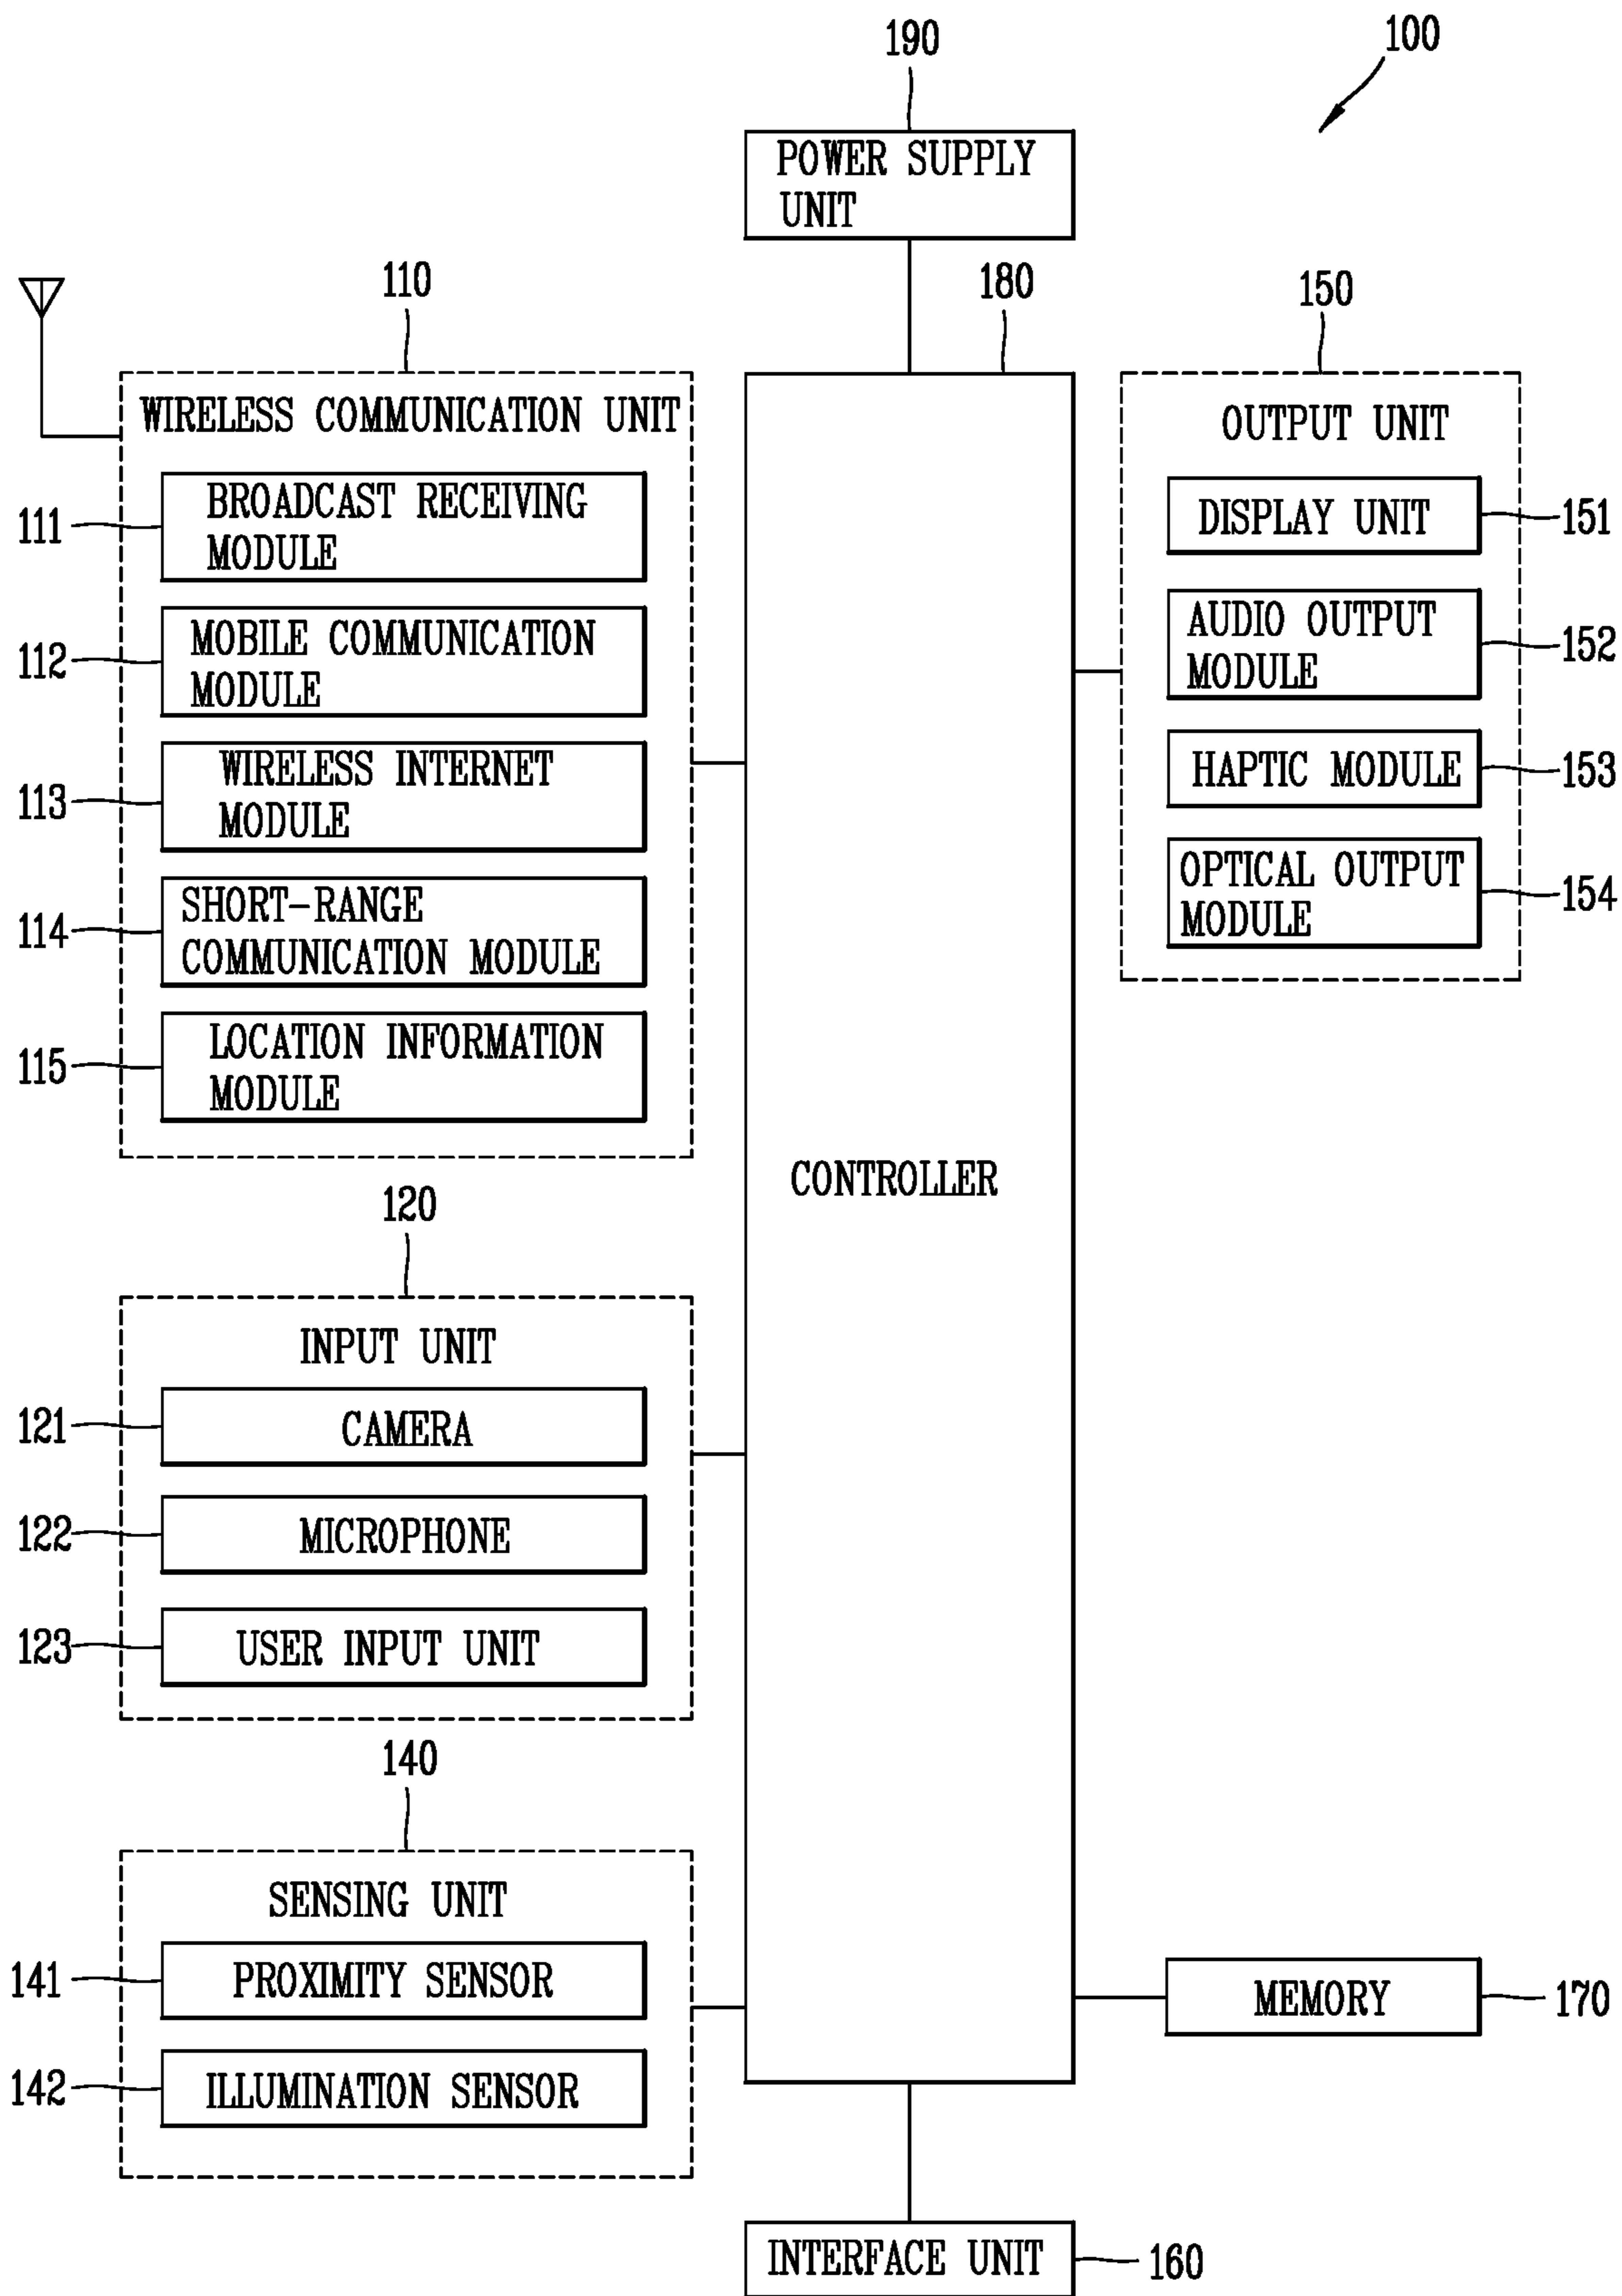 100
190
POWER SUPPLY
UNIT
110
WIRELESS COMMUNICATION UNIT
111
BROADCAST RECEIVING
MODULE
112
MOBILE COMMUNICATION
MODULE
113
WIRELESS INTERNET
MODULE
114
SHORT-RANGE
COMMUNICATION MODULE
115
LOCATION INFORMATION
MODULE
120
INPUT UNIT
121
CAMERA
122
MICROPHONE
123
USER INPUT UNIT
140
SENSING UNIT
141
PROXIMITY SENSOR
142
ILLUMINATION SENSOR
180
CONTROLLER
150
OUTPUT UNIT
DISPLAY UNIT
151
AUDIO OUTPUT
MODULE
152
HAPTIC MODULE
153
OPTICAL OUTPUT
MODULE
154
MEMORY
170
INTERFACE UNIT
160